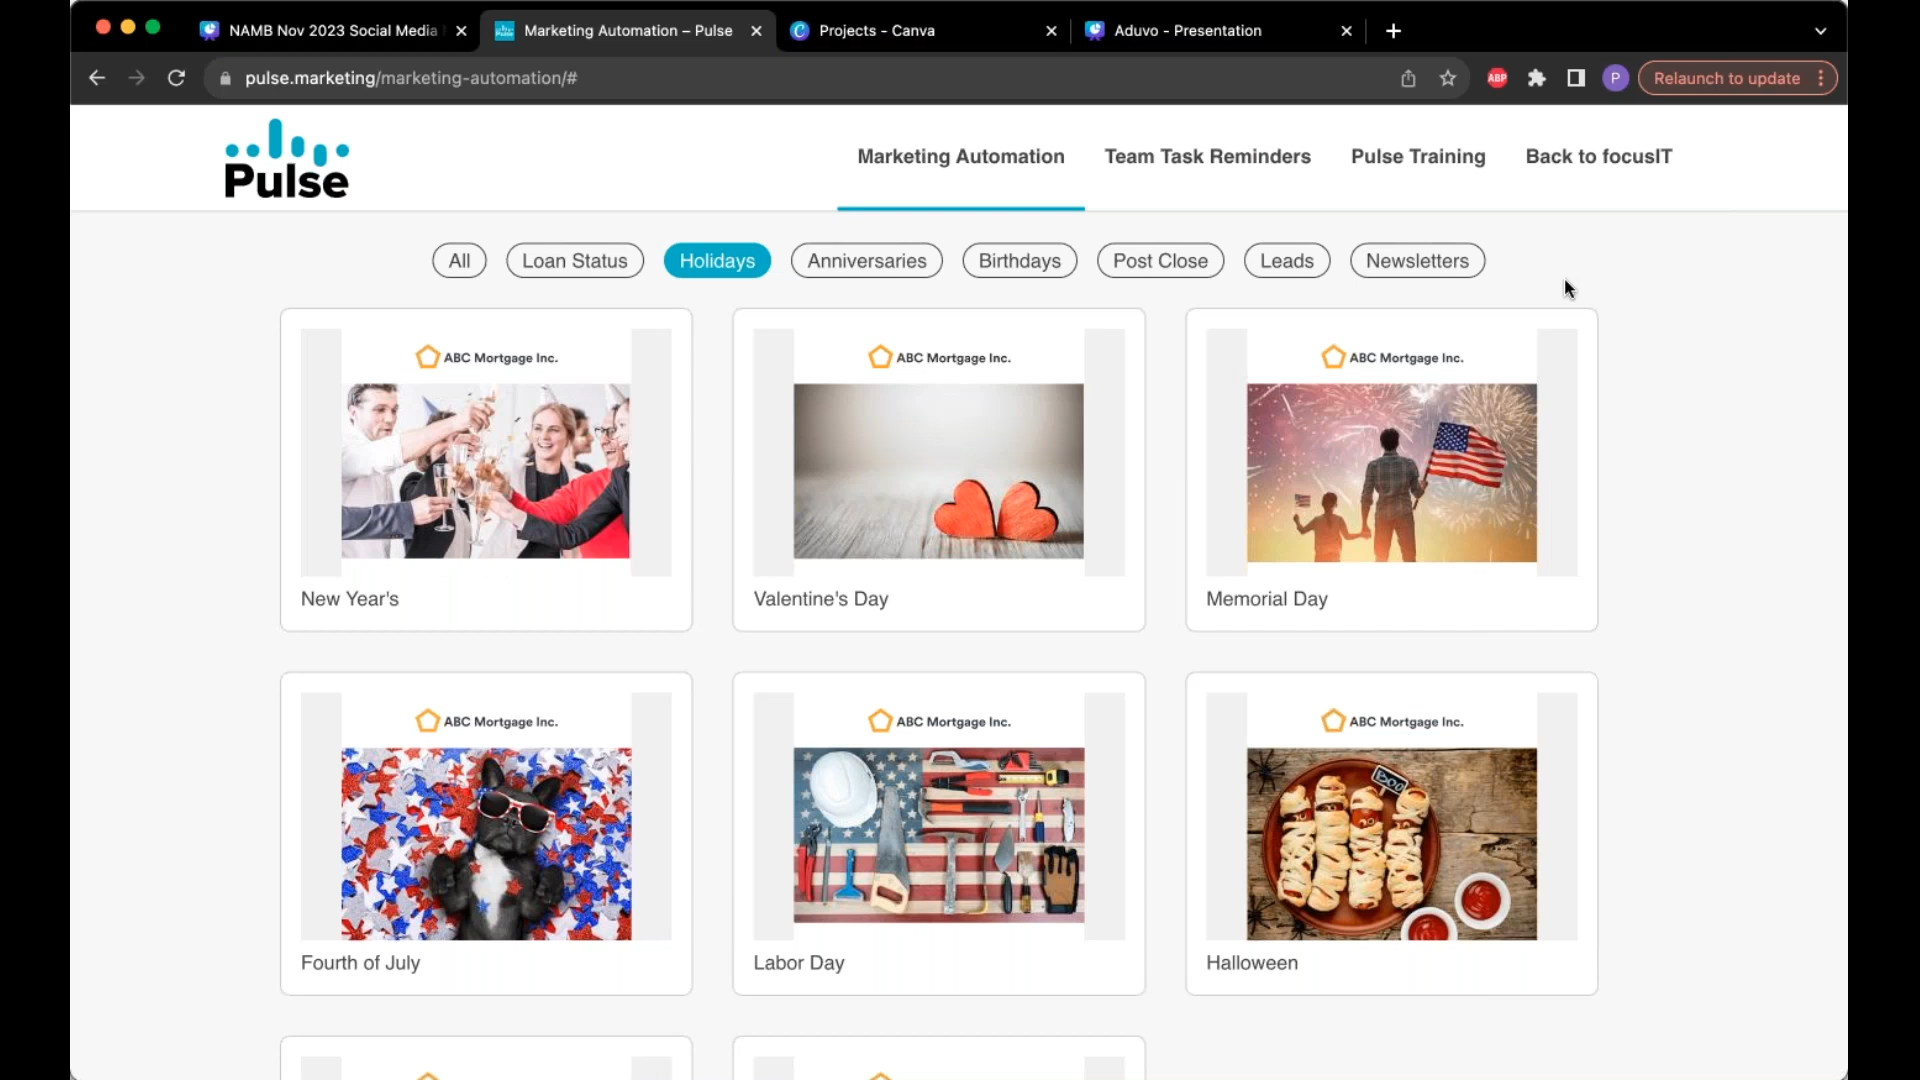 NAMB Nov 2023 Social Media
Marketing Automation – Pulse
Projects - Canva
Aduvo - Presentation
pulse.marketing/marketing-automation/#
ABP
P
Relaunch to update
Pulse
Marketing Automation
Team Task Reminders
Pulse Training
Back to focusIT
All
Loan Status
Holidays
Anniversaries
Birthdays
Post Close
Leads
Newsletters
ABC Mortgage Inc.
ABC Mortgage Inc.
ABC Mortgage Inc.
New Year's
Valentine's Day
Memorial Day
ABC Mortgage Inc.
ABC Mortgage Inc.
ABC Mortgage Inc.
BOO
Fourth of July
Labor Day
Halloween